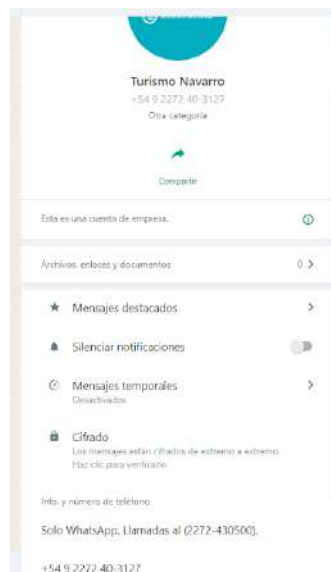 Turismo Navarro
+54 9 2272 40-3127
Otra categoría
Compartir
Esta es una cuenta de empresa.
Archivos, enlaces y documentos 0
Mensajes destacados
Silenciar notificaciones
Mensajes temporales
Desactivados
Cifrado
Los mensajes están cifrados de extremo a extremo.
Haz clic para verificarlo.
Info. y número de teléfono
Solo WhatsApp. Llamadas al (2272-430500).
+54 9 2272 40-3127